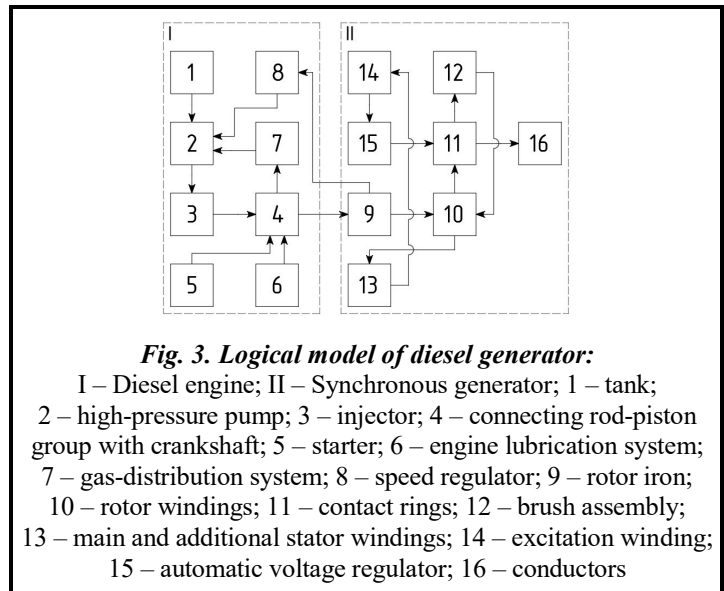 I II
1 8 14 12
2 7 15 11 16
3 4 9 10
5 6 13
Fig. 3. Logical model of diesel generator:
I – Diesel engine; II – Synchronous generator; 1 – tank;
2 – high-pressure pump; 3 – injector; 4 – connecting rod-piston
group with crankshaft; 5 – starter; 6 – engine lubrication system;
7 – gas-distribution system; 8 – speed regulator; 9 – rotor iron;
10 – rotor windings; 11 – contact rings; 12 – brush assembly;
13 – main and additional stator windings; 14 – excitation winding;
15 – automatic voltage regulator; 16 – conductors